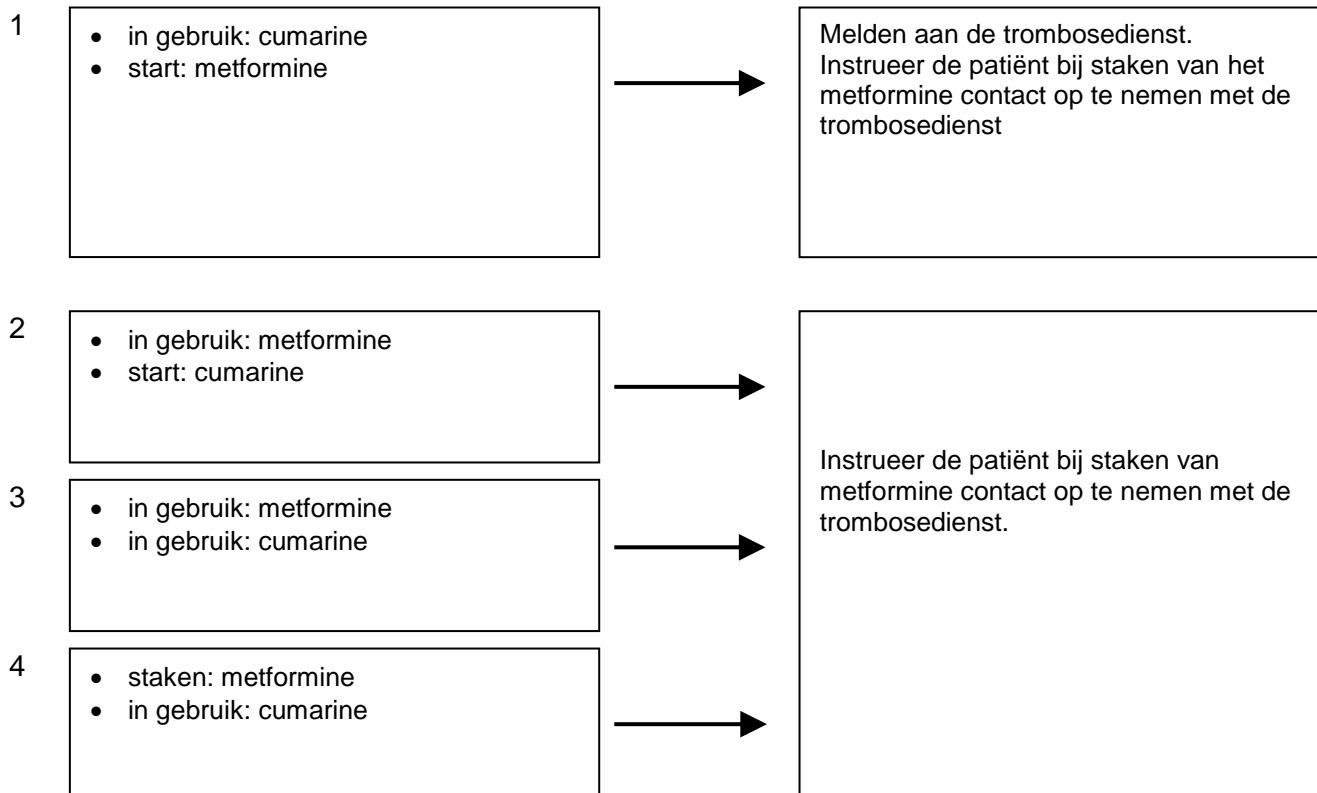 1
• in gebruik: cumarine
• start: metformine
Melden aan de trombosedienst.
Instrueer de patiënt bij staken van het
metformine contact op te nemen met de
trombosedienst
2
• in gebruik: metformine
• start: cumarine
3
• in gebruik: metformine
• in gebruik: cumarine
4
• staken: metformine
• in gebruik: cumarine
Instrueer de patiënt bij staken van
metformine contact op te nemen met de
trombosedienst.